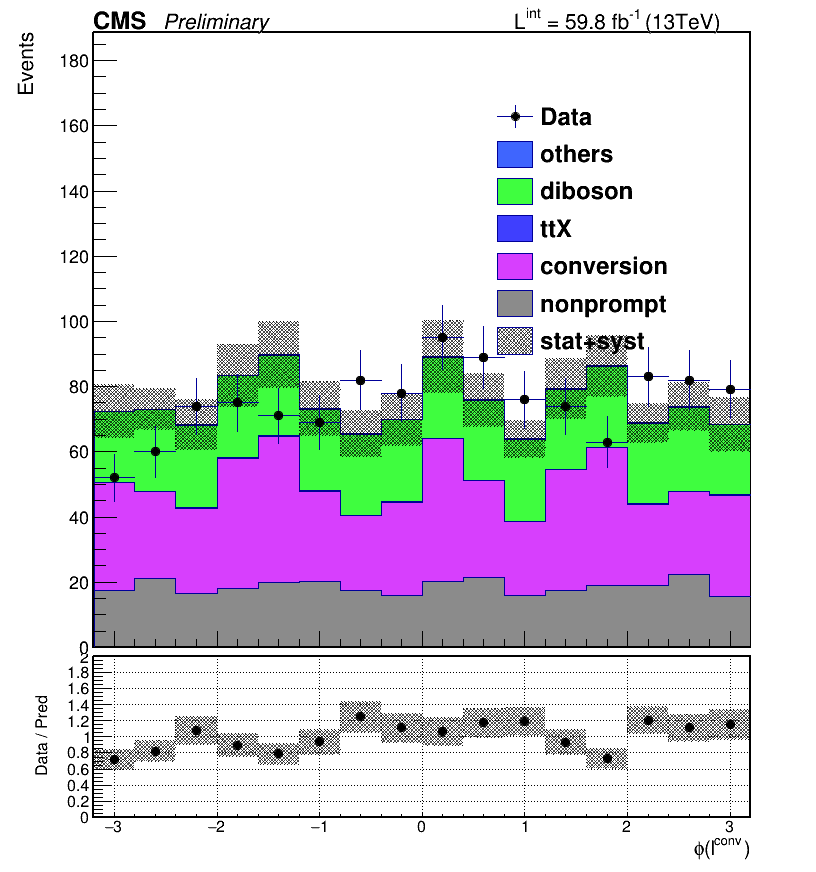 CMS Preliminary L^int = 59.8 fb^-1 (13TeV)
Events
180
160
140
120
100
80
60
40
20
0
Data
others
diboson
ttX
conversion
nonprompt
stat+syst
Data / Pred
2
1.8
1.6
1.4
1.2
1
0.8
0.6
0.4
0.2
0
−3 −2 −1 0 1 2 3
ϕ(l^conv)